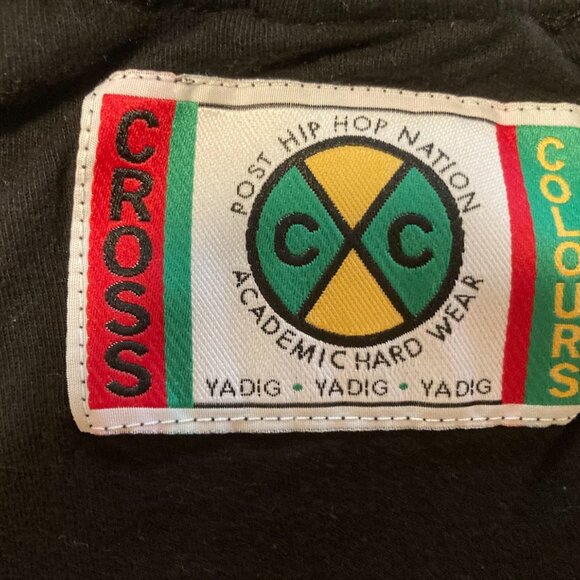 CROSS
POST HIP HOP NATION
C C
ACADEMIC HARD WEAR
YADIG • YADIG • YADIG
COLOURS